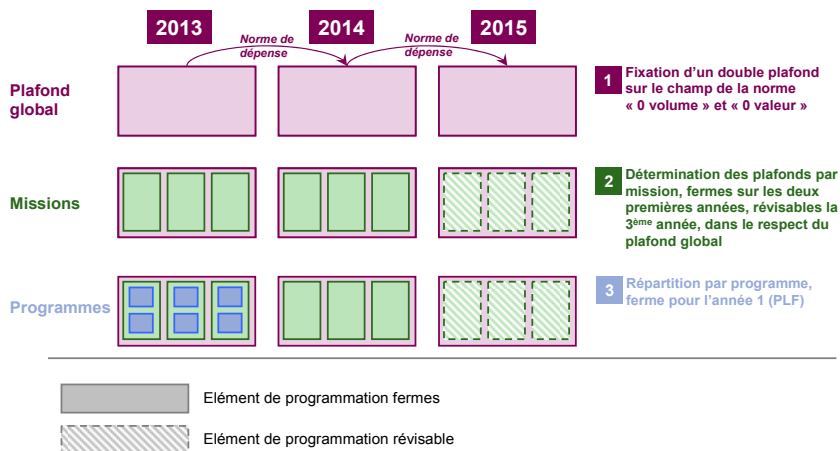 2013
2014
2015
Norme de
dépense
Norme de
dépense
Plafond
global
1
Fixation d'un double plafond
sur le champ de la norme
« 0 volume » et « 0 valeur »
Missions
2
Détermination des plafonds par
mission, fermes sur les deux
premières années, révisables la
3ème année, dans le respect du
plafond global
Programmes
3
Répartition par programme,
ferme pour l'année 1 (PLF)
Elément de programmation fermes
Elément de programmation révisable